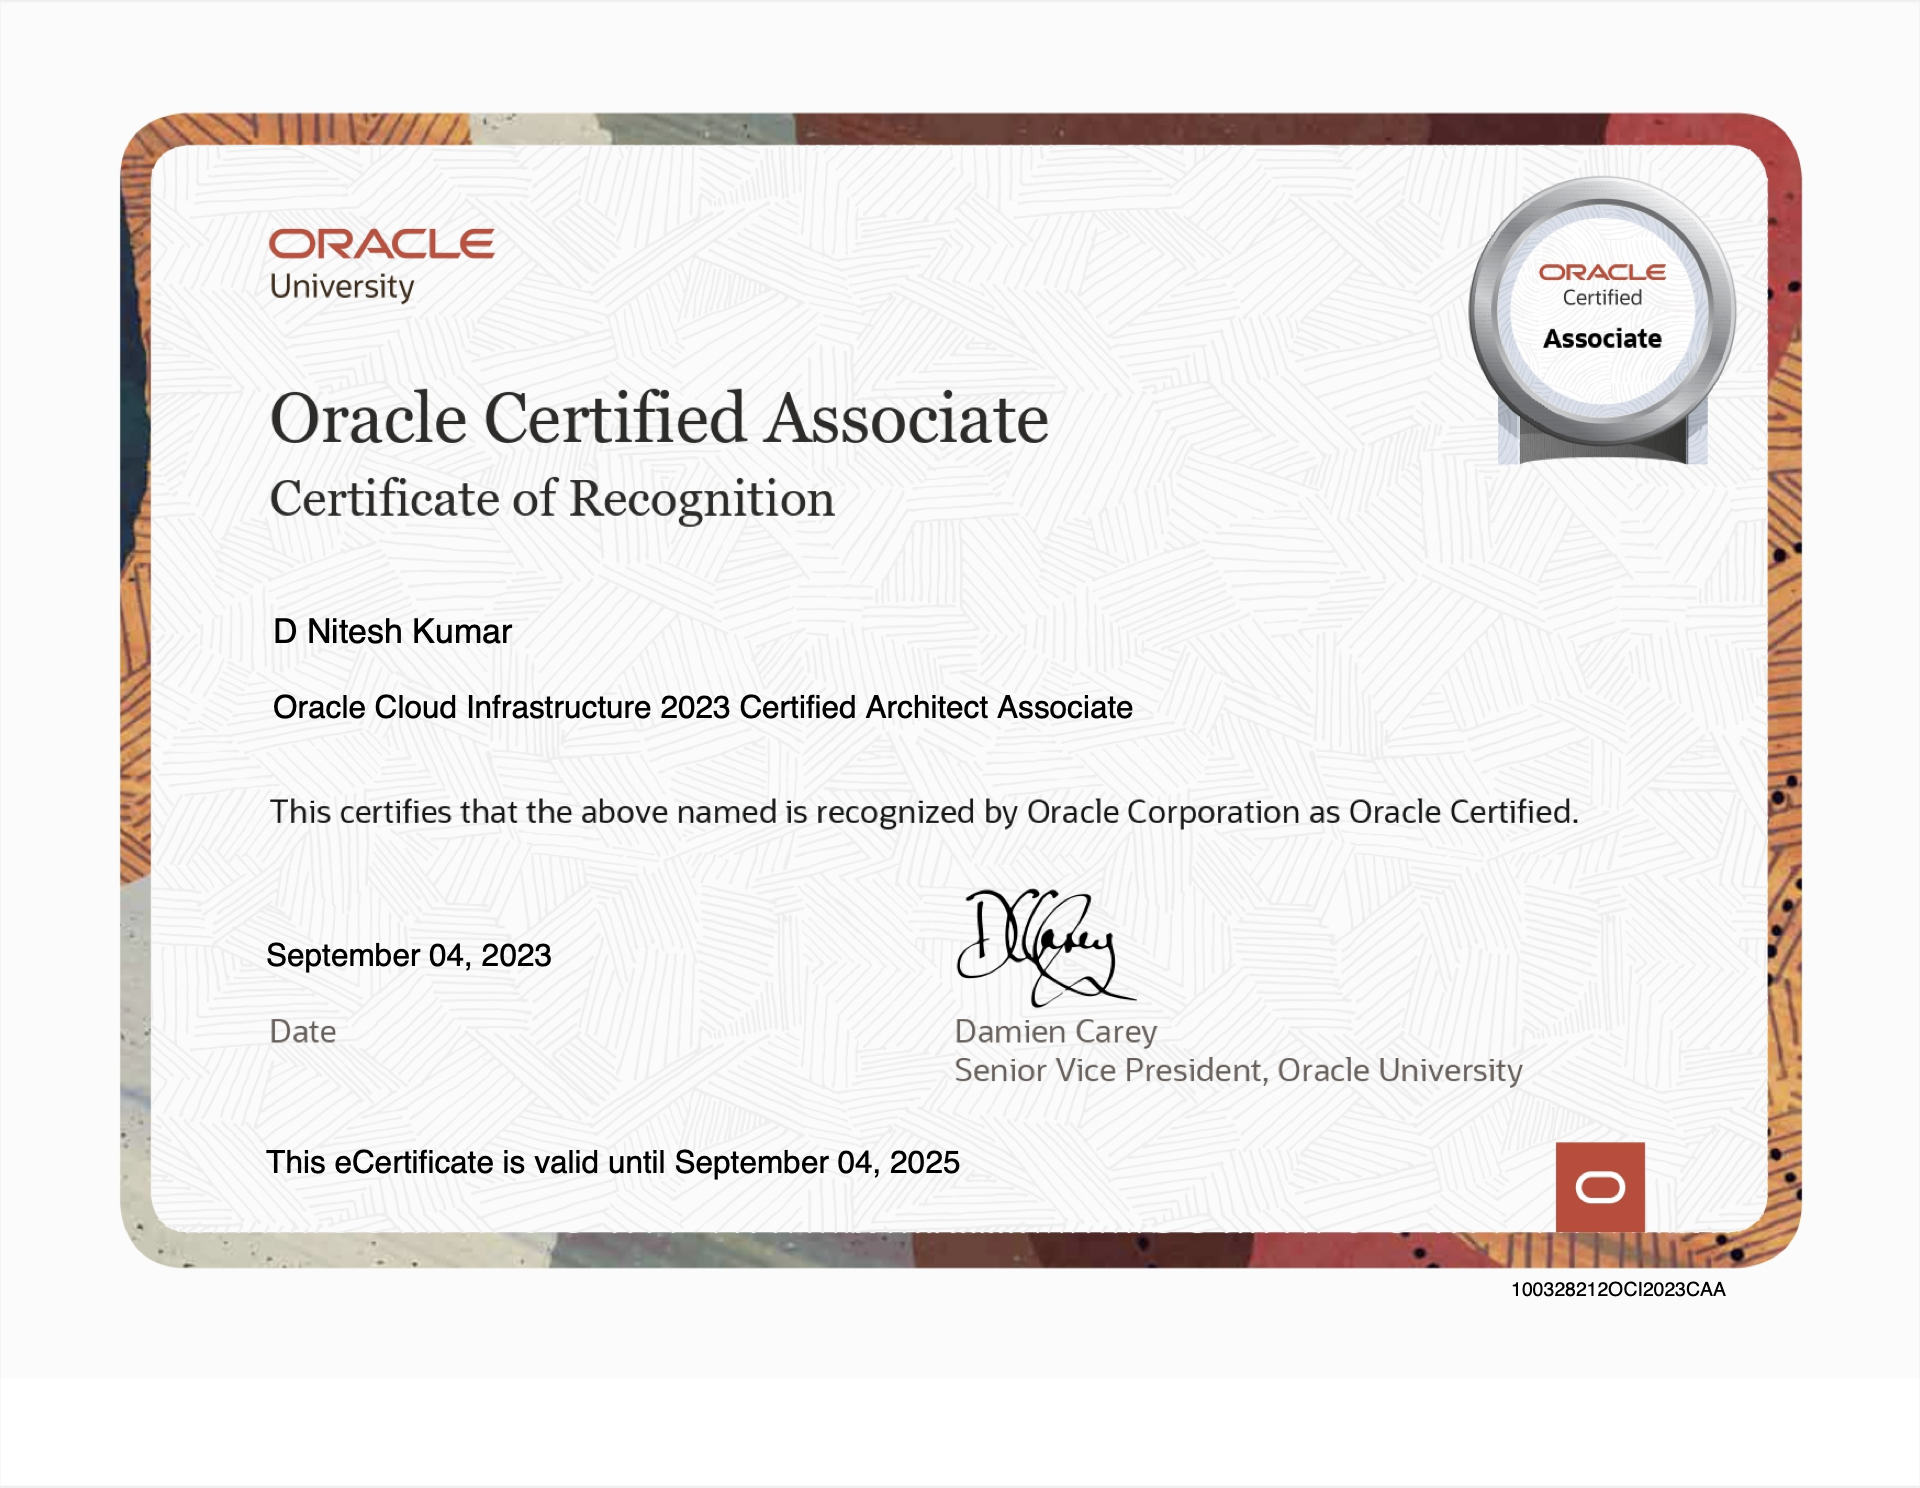 ORACLE
University
ORACLE
Certified
Associate
Oracle Certified Associate
Certificate of Recognition
D Nitesh Kumar
Oracle Cloud Infrastructure 2023 Certified Architect Associate
This certifies that the above named is recognized by Oracle Corporation as Oracle Certified.
DCarey
September 04, 2023
Date
Damien Carey
Senior Vice President, Oracle University
This eCertificate is valid until September 04, 2025
100328212OCI2023CAA